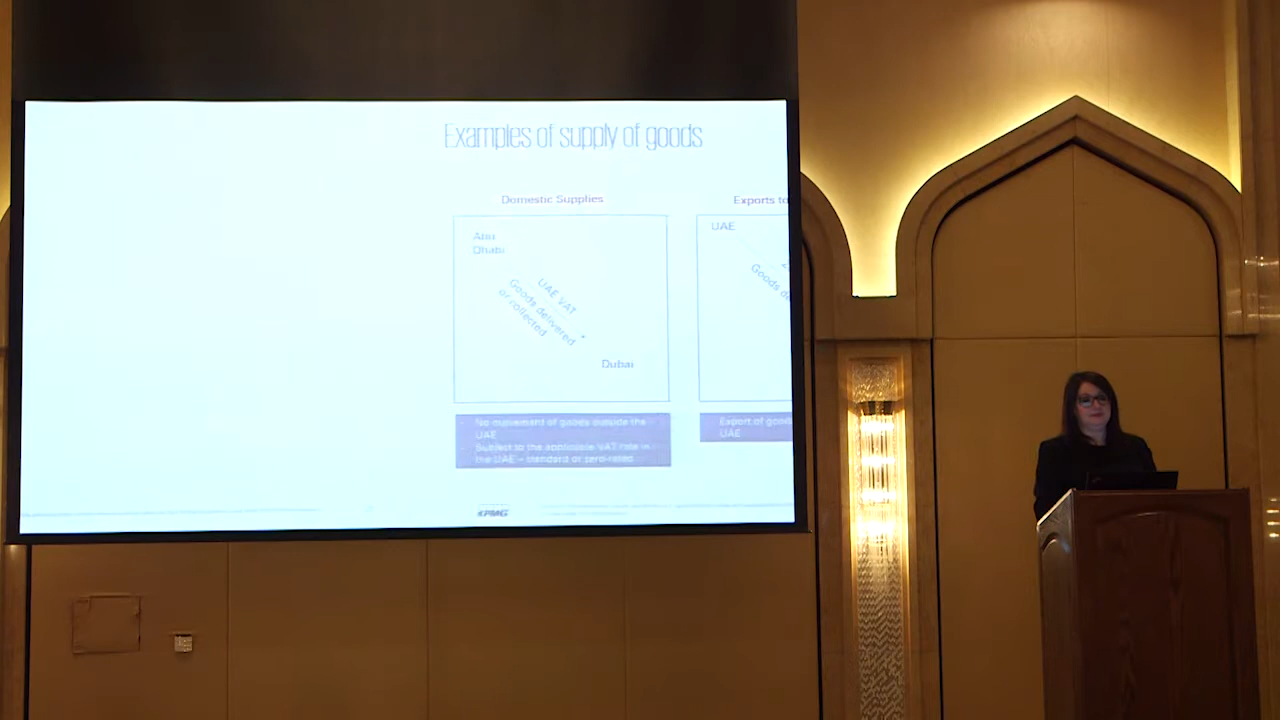 Examples of supply of goods
Domestic Supplies
Abu
Dhabi
UAE VAT
Goods delivered
or collected
Dubai
- No movement of goods outside the
UAE
- Subject to the applicable VAT rate in
the UAE – standard or zero-rated
Exports to
UAE
Goods de
Export of good
UAE
KPMG